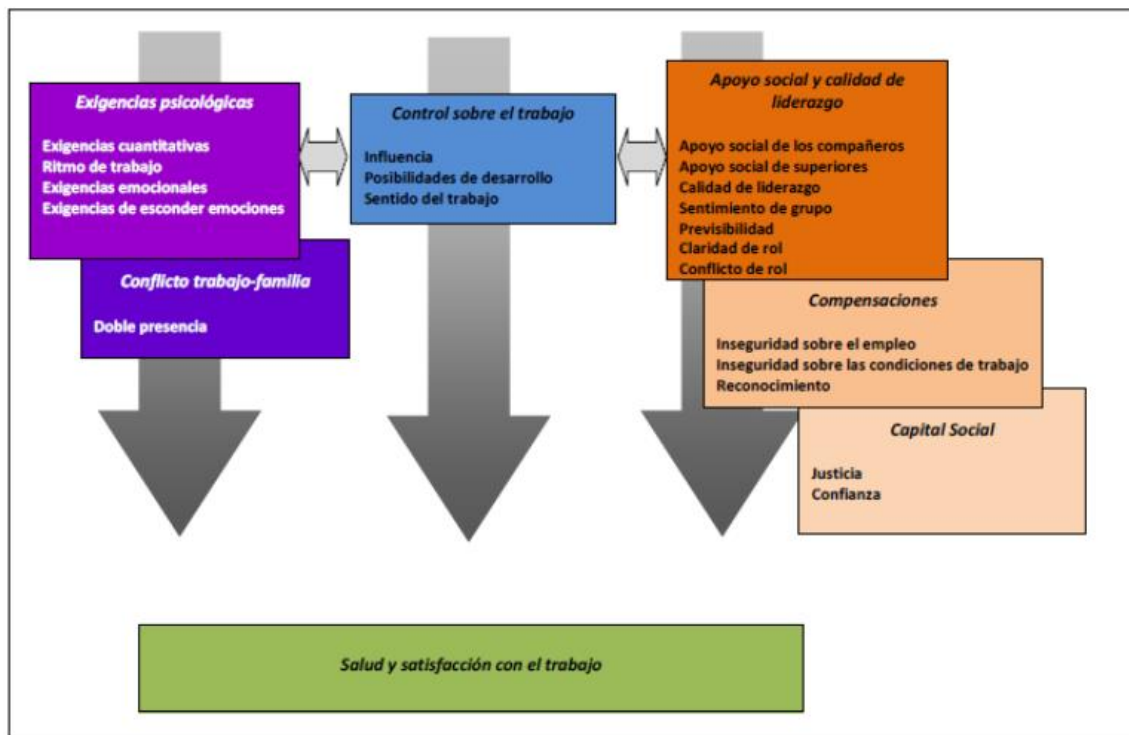 Exigencias psicológicas
Exigencias cuantitativas
Ritmo de trabajo
Exigencias emocionales
Exigencias de esconder emociones
Conflicto trabajo-familia
Doble presencia
Control sobre el trabajo
Influencia
Posibilidades de desarrollo
Sentido del trabajo
Apoyo social y calidad de
liderazgo
Apoyo social de los compañeros
Apoyo social de superiores
Calidad de liderazgo
Sentimiento de grupo
Previsibilidad
Claridad de rol
Conflicto de rol
Compensaciones
Inseguridad sobre el empleo
Inseguridad sobre las condiciones de trabajo
Reconocimiento
Capital Social
Justicia
Confianza
Salud y satisfacción con el trabajo